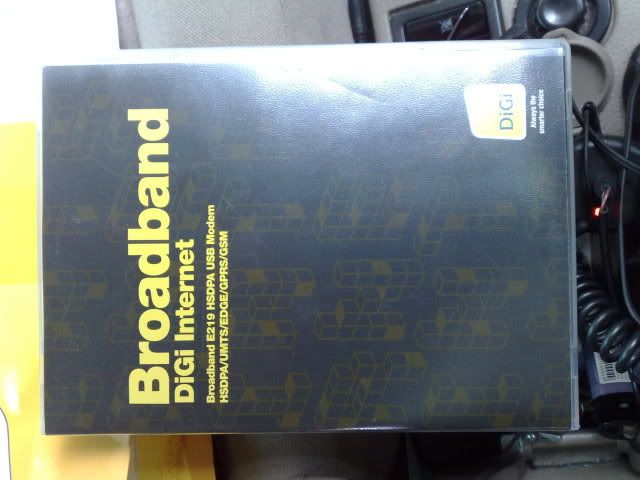 DiGi
Always the
smarter choice
Broadband
DiGi Internet
Broadband E219 HSDPA USB Modem
HSDPA/UMTS/EDGE/GPRS/GSM